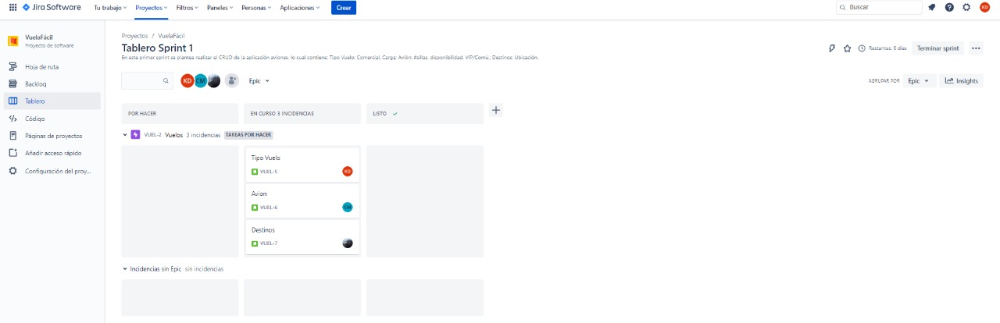 Jira Software
Tu trabajo
Proyectos
Filtros
Paneles
Personas
Aplicaciones
Crear
Buscar
KD
VuelaFácil
Proyecto de software
Hoja de ruta
Backlog
Tablero
Código
Páginas de proyectos
Añadir acceso rápido
Configuración del proy...
Proyectos / VuelaFácil
Tablero Sprint 1
En este primer sprint se plantea realizar el CRUD de la aplicación aviones. lo cual contiene: Tipo Vuelo: Comercial, Carga; Avión: #sillas, disponibilidad, VIP/Comú,; Destinos: Ubicación.
Restantes: 6 días
Terminar sprint
KD CM
Epic
AGRUPAR POR
Epic
Insights
POR HACER
EN CURSO 3 INCIDENCIAS
LISTO
VUEL-2 Vuelos 3 incidencias TAREAS POR HACER
Tipo Vuelo
VUEL-5
KD
Avion
VUEL-6
CM
Destinos
VUEL-7
Incidencias sin Epic sin incidencias